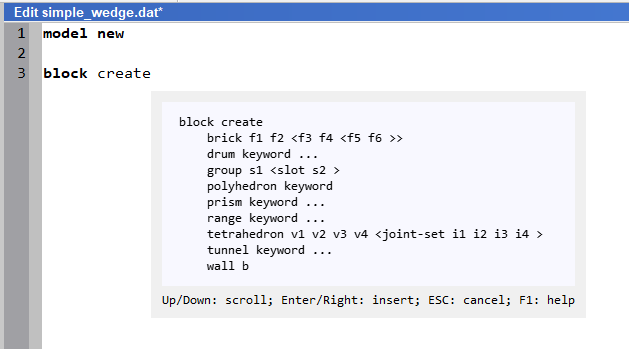 Edit simple_wedge.dat*
1 model new
2
3 block create
block create
brick f1 f2 <f3 f4 <f5 f6 >>
drum keyword ...
group s1 <slot s2 >
polyhedron keyword
prism keyword ...
range keyword ...
tetrahedron v1 v2 v3 v4 <joint-set i1 i2 i3 i4 >
tunnel keyword ...
wall b
Up/Down: scroll; Enter/Right: insert; ESC: cancel; F1: help